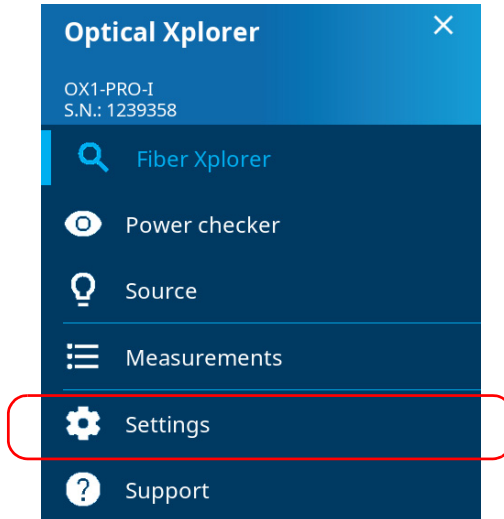 Optical Xplorer
OX1-PRO-I
S.N.: 1239358
Fiber Xplorer
Power checker
Source
Measurements
Settings
Support